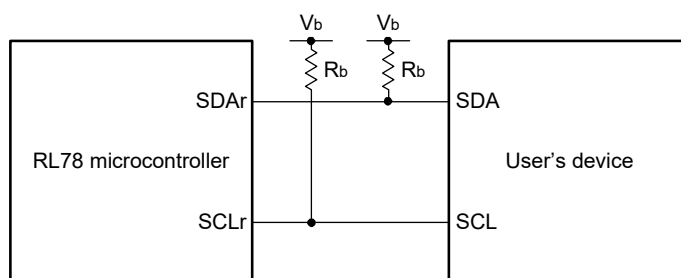 Vb Vb
Rb Rb
SDAr SDA
RL78 microcontroller User's device
SCLr SCL